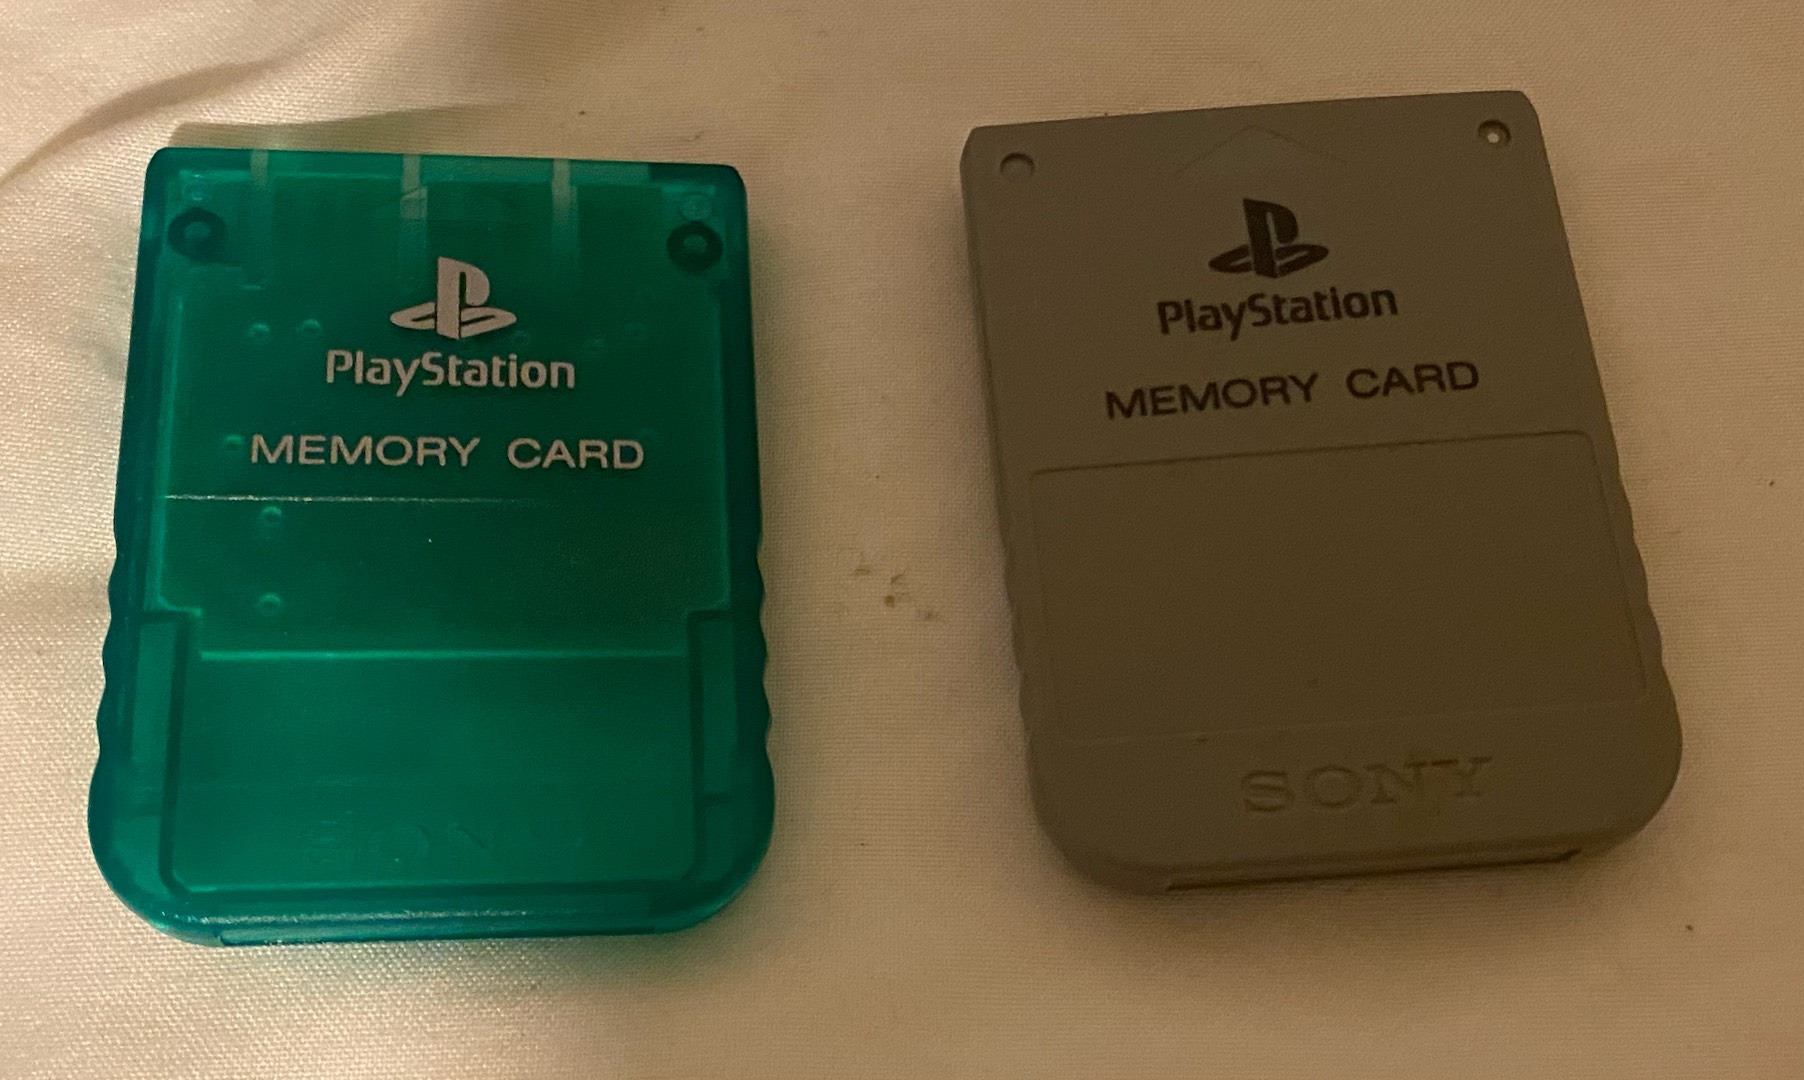 PlayStation
MEMORY CARD
PlayStation
MEMORY CARD
SONY